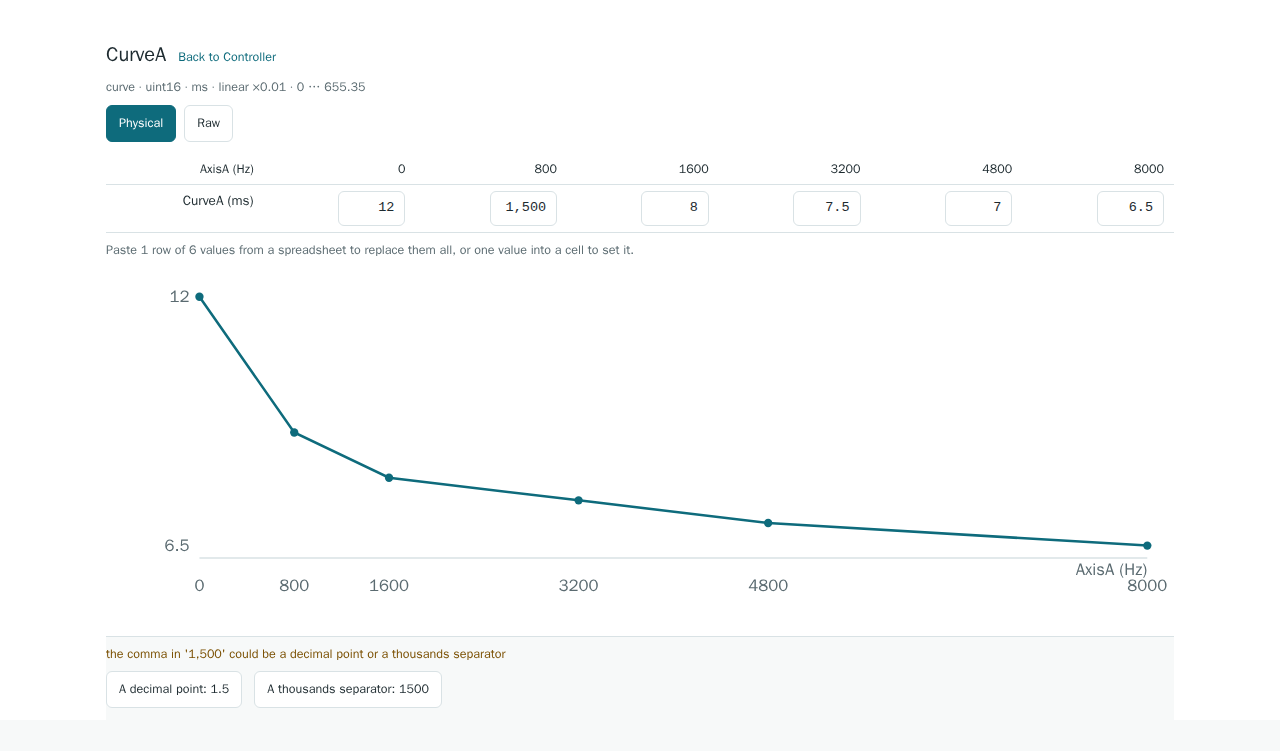 CurveA Back to Controller
curve · uint16 · ms · linear ×0.01 · 0 ··· 655.35
Physical Raw
AxisA (Hz) 0 800 1600 3200 4800 8000
CurveA (ms) 12 1,500 8 7.5 7 6.5
Paste 1 row of 6 values from a spreadsheet to replace them all, or one value into a cell to set it.
12
6.5
AxisA (Hz)
0 800 1600 3200 4800 8000
the comma in '1,500' could be a decimal point or a thousands separator
A decimal point: 1.5 A thousands separator: 1500